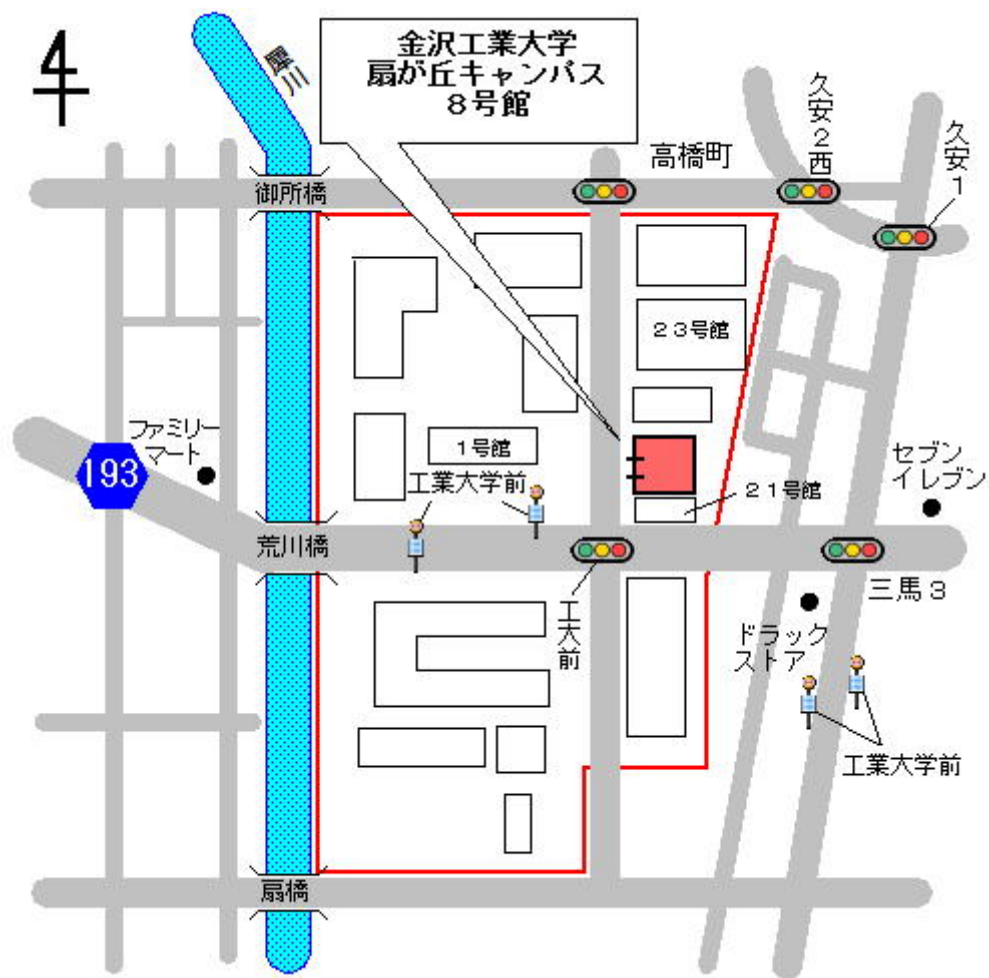 金沢工業大学
扇が丘キャンパス
8号館
犀川
高橋町
久安2西
久安1
御所橋
23号館
ファミリー
マート
193
1号館
工業大学前
21号館
セブン
イレブン
荒川橋
工大前
三馬3
ドラック
ストア
工業大学前
扇橋